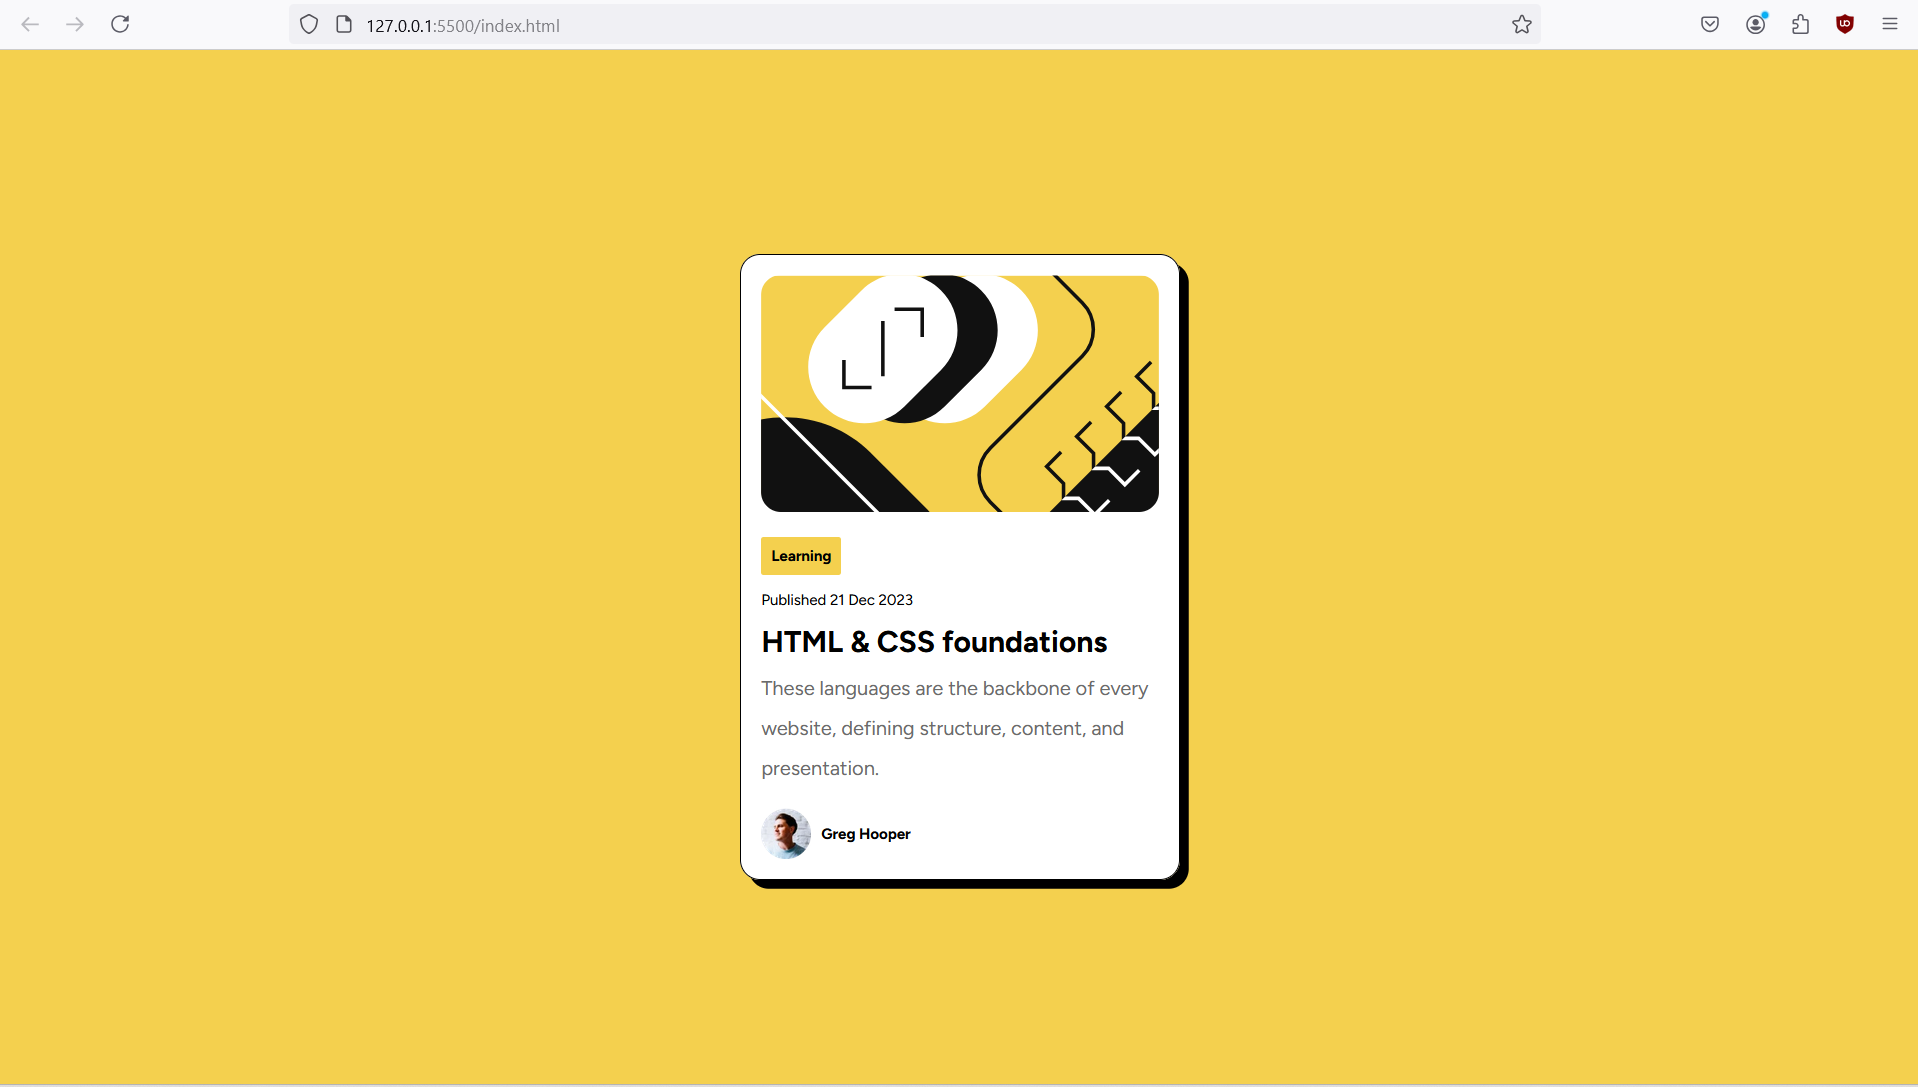 127.0.0.1:5500/index.html
Learning
Published 21 Dec 2023
HTML & CSS foundations
These languages are the backbone of every
website, defining structure, content, and
presentation.
Greg Hooper